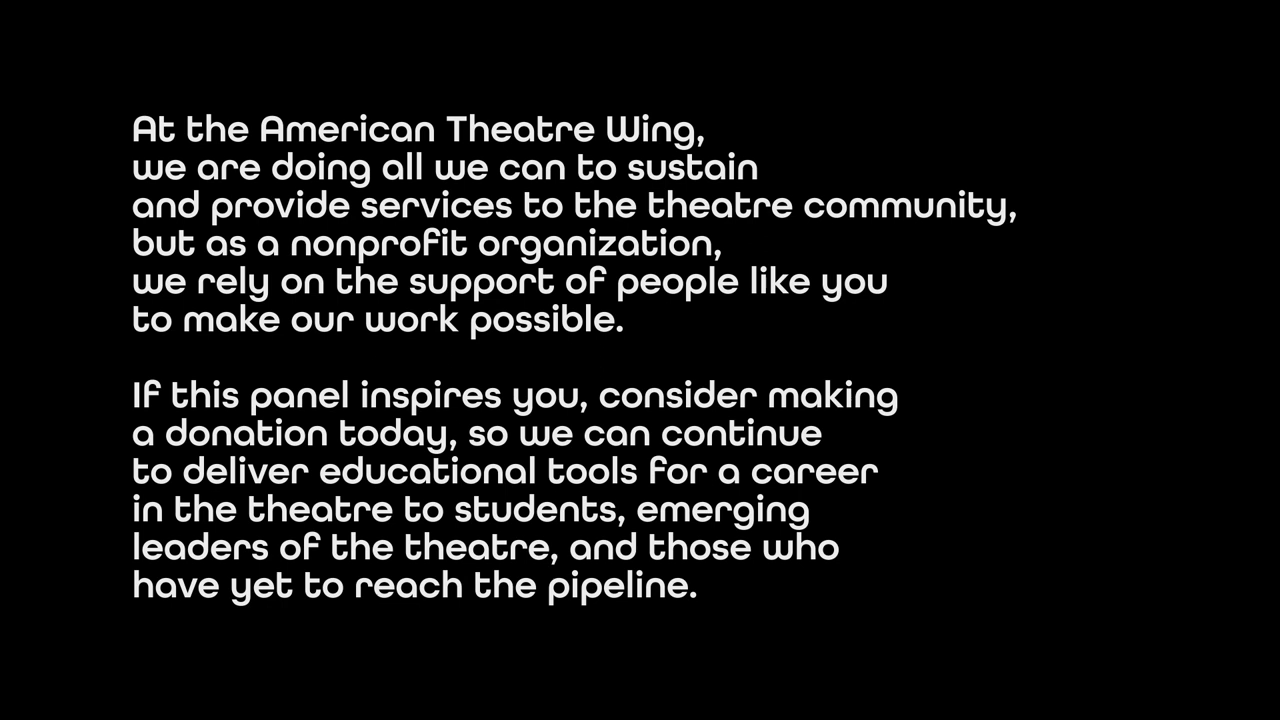 At the American Theatre Wing,
we are doing all we can to sustain
and provide services to the theatre community,
but as a nonprofit organization,
we rely on the support of people like you
to make our work possible.
If this panel inspires you, consider making
a donation today, so we can continue
to deliver educational tools for a career
in the theatre to students, emerging
leaders of the theatre, and those who
have yet to reach the pipeline.